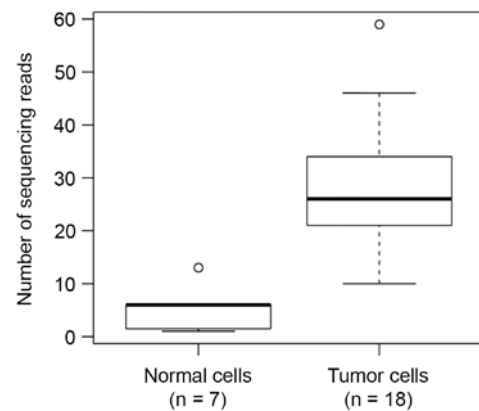 Number of sequencing reads
60
50
40
30
20
10
0
Normal cells
(n = 7)
Tumor cells
(n = 18)